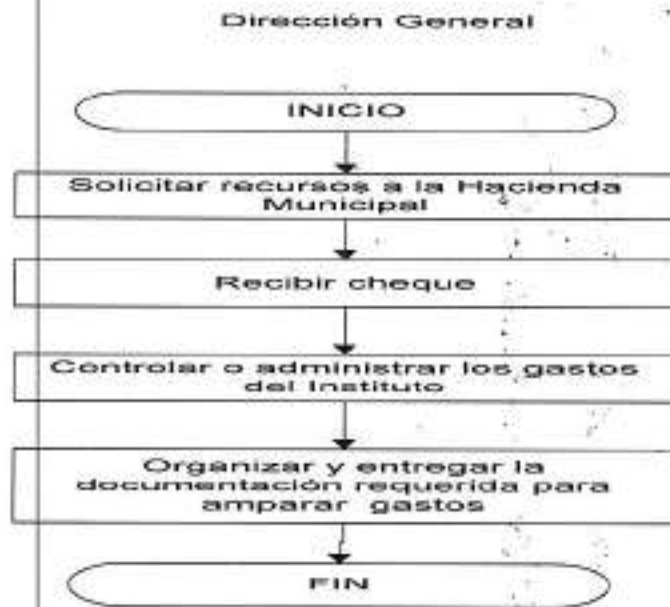 Dirección General
INICIO
Solicitar recursos a la Hacienda
Municipal
Recibir cheque
Controlar o administrar los gastos
del Instituto
Organizar y entregar la
documentación requerida para
amparar gastos
FIN